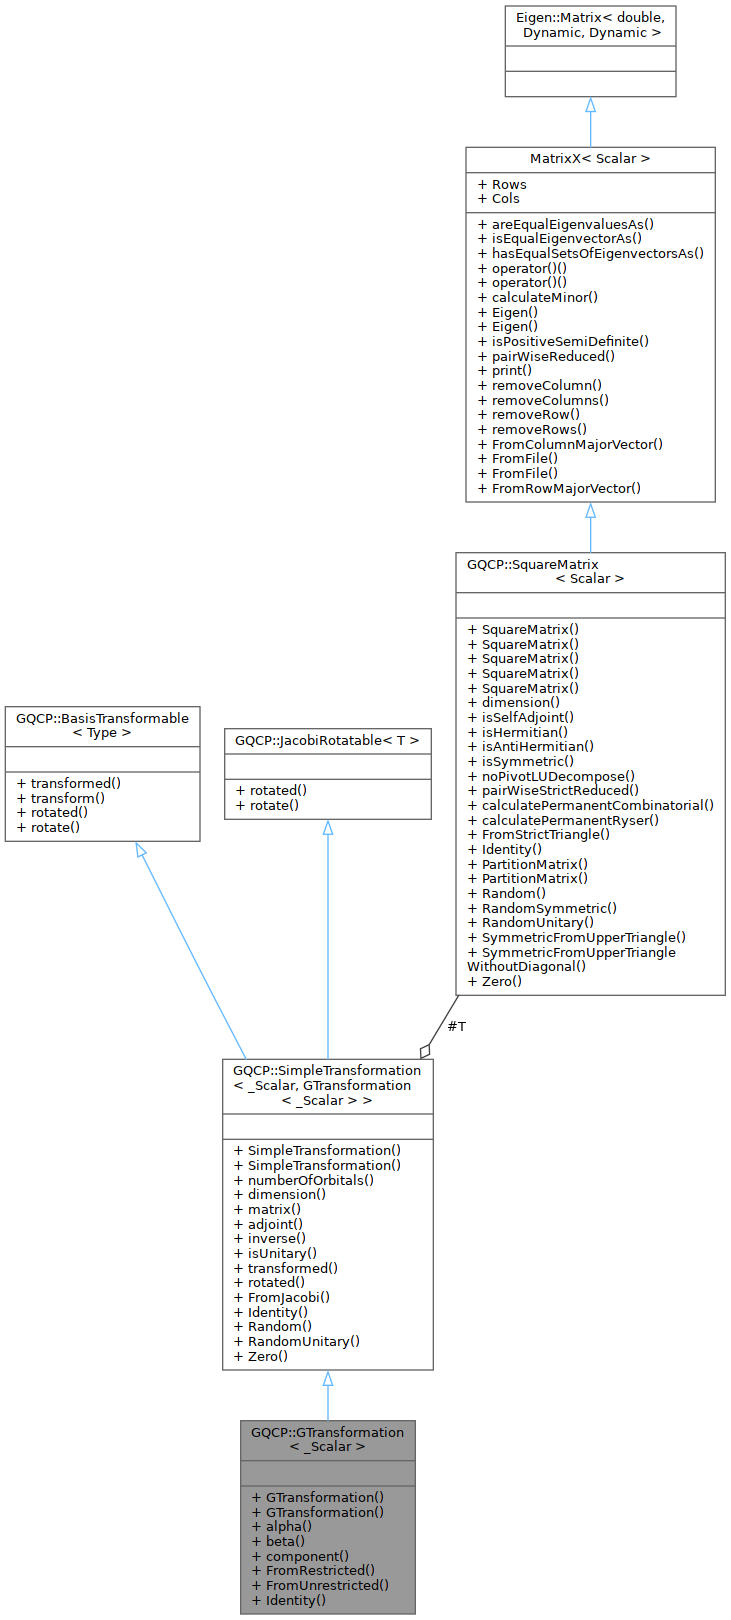 Eigen::Matrix< double,
Dynamic, Dynamic >
MatrixX< Scalar >
+ Rows
+ Cols
+ areEqualEigenvaluesAs()
+ isEqualEigenvectorAs()
+ hasEqualSetsOfEigenvectorsAs()
+ operator()()
+ operator()()
+ calculateMinor()
+ Eigen()
+ Eigen()
+ isPositiveSemiDefinite()
+ pairWiseReduced()
+ print()
+ removeColumn()
+ removeColumns()
+ removeRow()
+ removeRows()
+ FromColumnMajorVector()
+ FromFile()
+ FromFile()
+ FromRowMajorVector()
GQCP::SquareMatrix
< Scalar >
+ SquareMatrix()
+ SquareMatrix()
+ SquareMatrix()
+ SquareMatrix()
+ SquareMatrix()
+ dimension()
+ isSelfAdjoint()
+ isHermitian()
+ isAntiHermitian()
+ isSymmetric()
+ noPivotLUDecompose()
+ pairWiseStrictReduced()
+ calculatePermanentCombinatorial()
+ calculatePermanentRyser()
+ FromStrictTriangle()
+ Identity()
+ PartitionMatrix()
+ PartitionMatrix()
+ Random()
+ RandomSymmetric()
+ RandomUnitary()
+ SymmetricFromUpperTriangle()
+ SymmetricFromUpperTriangle
WithoutDiagonal()
+ Zero()
GQCP::BasisTransformable
< Type >
+ transformed()
+ transform()
+ rotated()
+ rotate()
GQCP::JacobiRotatable< T >
+ rotated()
+ rotate()
#T
GQCP::SimpleTransformation
< _Scalar, GTransformation
< _Scalar > >
+ SimpleTransformation()
+ SimpleTransformation()
+ numberOfOrbitals()
+ dimension()
+ matrix()
+ adjoint()
+ inverse()
+ isUnitary()
+ transformed()
+ rotated()
+ FromJacobi()
+ Identity()
+ Random()
+ RandomUnitary()
+ Zero()
GQCP::GTransformation
< _Scalar >
+ GTransformation()
+ GTransformation()
+ alpha()
+ beta()
+ component()
+ FromRestricted()
+ FromUnrestricted()
+ Identity()